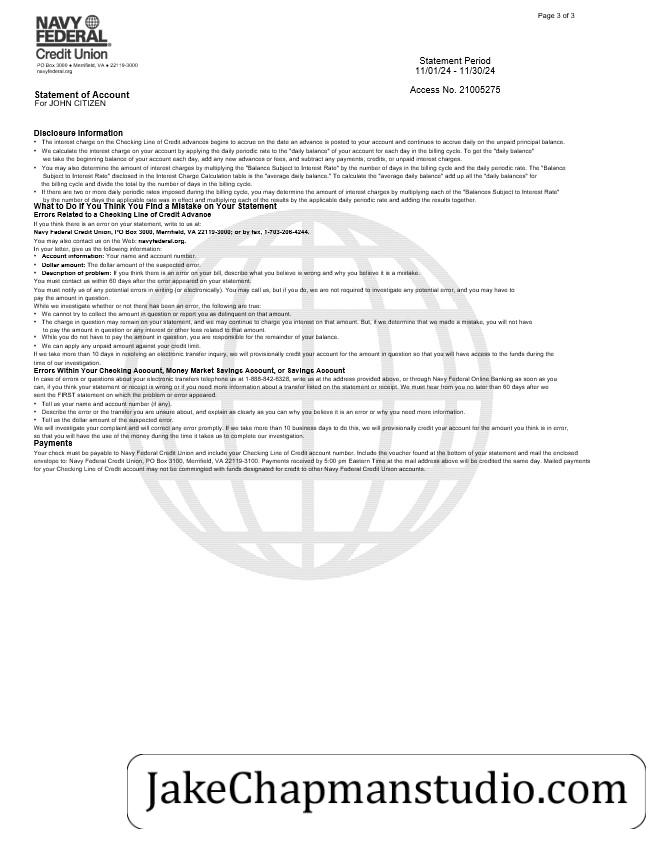 Page 3 of 3
NAVY
FEDERAL
Credit Union
PO Box 3000 • Merrifield, VA • 22119-3000
navyfederal.org
Statement Period
11/01/24 - 11/30/24
Access No. 21005275
Statement of Account
For JOHN CITIZEN
Disclosure Information
• The interest charge on the Checking Line of Credit advances begins to accrue on the date an advance is posted to your account and continues to accrue daily on the unpaid principal balance.
• We calculate the interest charge on your account by applying the daily periodic rate to the "daily balance" of your account for each day in the billing cycle. To get the "daily balance"
we take the beginning balance of your account each day, add any new advances or fees, and subtract any payments, credits, or unpaid interest charges.
• You may also determine the amount of interest charges by multiplying the "Balance Subject to Interest Rate" by the number of days in the billing cycle and the daily periodic rate. The "Balance
Subject to Interest Rate" disclosed in the Interest Charge Calculation table is the "average daily balance." To calculate the "average daily balance" add up all the "daily balances" for
the billing cycle and divide the total by the number of days in the billing cycle.
• If there are two or more daily periodic rates imposed during the billing cycle, you may determine the amount of interest charges by multiplying each of the "Balances Subject to Interest Rate"
by the number of days the applicable rate was in effect and multiplying each of the results by the applicable daily periodic rate and adding the results together.
What to Do If You Think You Find a Mistake on Your Statement
Errors Related to a Checking Line of Credit Advance
If you think there is an error on your statement, write to us at:
Navy Federal Credit Union, PO Box 3000, Merrifield, VA 22119-3000; or by fax, 1-703-206-4244.
You may also contact us on the Web: navyfederal.org.
In your letter, give us the following information:
• Account information: Your name and account number.
• Dollar amount: The dollar amount of the suspected error.
• Description of problem: If you think there is an error on your bill, describe what you believe is wrong and why you believe it is a mistake.
You must contact us within 60 days after the error appeared on your statement.
You must notify us of any potential errors in writing (or electronically). You may call us, but if you do, we are not required to investigate any potential error, and you may have to
pay the amount in question.
While we investigate whether or not there has been an error, the following are true:
• We cannot try to collect the amount in question or report you as delinquent on that amount.
• The charge in question may remain on your statement, and we may continue to charge you interest on that amount. But, if we determine that we made a mistake, you will not have
to pay the amount in question or any interest or other fees related to that amount.
• While you do not have to pay the amount in question, you are responsible for the remainder of your balance.
• We can apply any unpaid amount against your credit limit.
If we take more than 10 days in resolving an electronic transfer inquiry, we will provisionally credit your account for the amount in question so that you will have access to the funds during the
time of our investigation.
Errors Within Your Checking Account, Money Market Savings Account, or Savings Account
In case of errors or questions about your electronic transfers telephone us at 1-888-842-6328, write us at the address provided above, or through Navy Federal Online Banking as soon as you
can, if you think your statement or receipt is wrong or if you need more information about a transfer listed on the statement or receipt. We must hear from you no later than 60 days after we
sent the FIRST statement on which the problem or error appeared.
• Tell us your name and account number (if any).
• Describe the error or the transfer you are unsure about, and explain as clearly as you can why you believe it is an error or why you need more information.
• Tell us the dollar amount of the suspected error.
We will investigate your complaint and will correct any error promptly. If we take more than 10 business days to do this, we will provisionally credit your account for the amount you think is in error,
so that you will have the use of the money during the time it takes us to complete our investigation.
Payments
Your check must be payable to Navy Federal Credit Union and include your Checking Line of Credit account number. Include the voucher found at the bottom of your statement and mail the enclosed
envelope to: Navy Federal Credit Union, PO Box 3100, Merrifield, VA 22119-3100. Payments received by 5:00 pm Eastern Time at the mail address above will be credited the same day. Mailed payments
for your Checking Line of Credit account may not be commingled with funds designated for credit to other Navy Federal Credit Union accounts.
JakeChapmanstudio.com